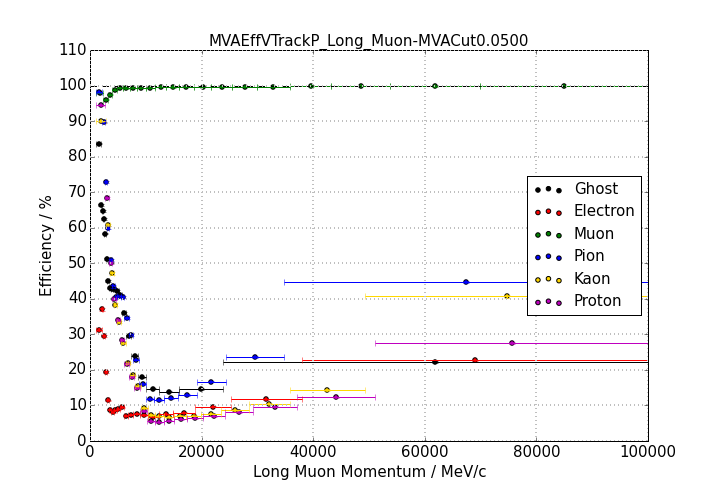 MVAEffVTrackP_Long_Muon-MVACut0.0500
110
100
90
80
70
60
50
40
30
20
10
0
Efficiency / %
Ghost
Electron
Muon
Pion
Kaon
Proton
0 20000 40000 60000 80000 100000
Long Muon Momentum / MeV/c